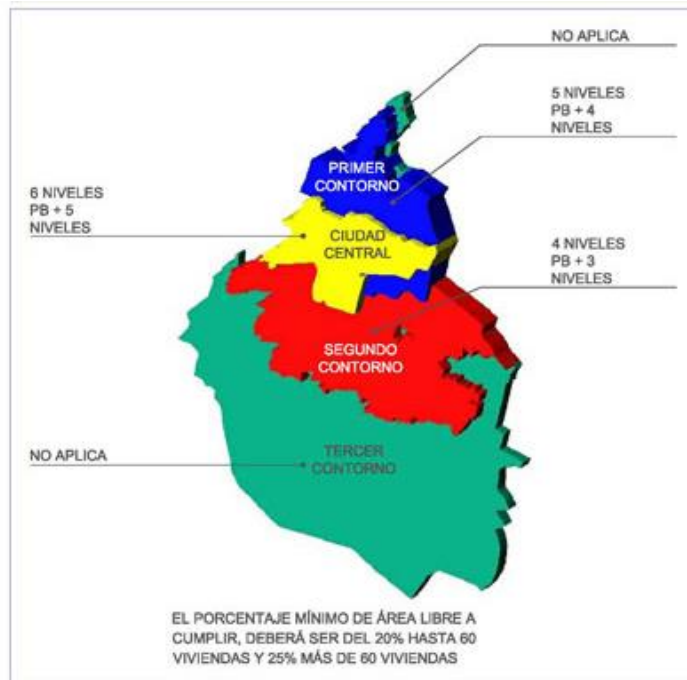 NO APLICA
5 NIVELES
PB + 4
NIVELES
PRIMER
CONTORNO
6 NIVELES
PB + 5
NIVELES
CIUDAD
CENTRAL
4 NIVELES
PB + 3
NIVELES
SEGUNDO
CONTORNO
TERCER
CONTORNO
NO APLICA
EL PORCENTAJE MÍNIMO DE ÁREA LIBRE A
CUMPLIR, DEBERÁ SER DEL 20% HASTA 60
VIVIENDAS Y 25% MÁS DE 60 VIVIENDAS